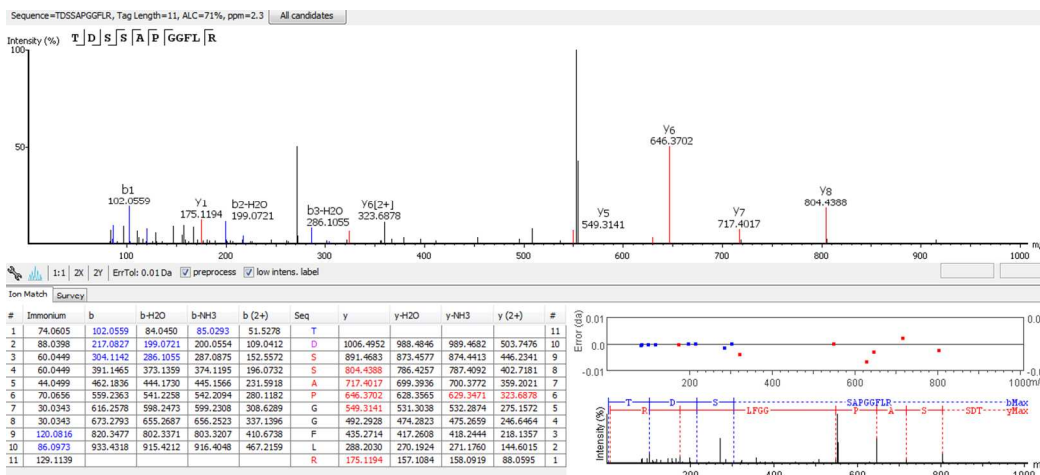 Sequence=TDSSAPGGFLR, Tag Length=11, ALC=71%, ppm=2.3 All candidates
Intensity (%) T D S S A P GGFL R
100
50
b1
102.0559
y1
175.1194
b2-H2O
199.0721
b3-H2O
286.1055
y6[2+]
323.6878
y5
549.3141
y6
646.3702
y7
717.4017
y8
804.4388
100 200 300 400 500 600 700 800 900 1000 m/
1:1 2X 2Y ErrTol: 0.01 Da preprocess low intens. label
Ion Match Survey
# Immonium b b-H2O b-NH3 b (2+) Seq y y-H2O y-NH3 y (2+) #
1 74.0605 102.0559 84.0450 85.0293 51.5278 T 11
2 88.0398 217.0827 199.0721 200.0554 109.0412 D 1006.4952 988.4846 989.4682 503.7476 10
3 60.0449 304.1142 286.1055 287.0875 152.5572 S 891.4683 873.4577 874.4413 446.2341 9
4 60.0449 391.1465 373.1359 374.1195 196.0732 S 804.4388 786.4257 787.4092 402.7181 8
5 44.0499 462.1836 444.1730 445.1566 231.5918 A 717.4017 699.3936 700.3772 359.2021 7
6 70.0656 559.2363 541.2258 542.2094 280.1182 P 646.3702 628.3565 629.3471 323.6878 6
7 30.0343 616.2578 598.2473 599.2308 308.6289 G 549.3141 531.3038 532.2874 275.1572 5
8 30.0343 673.2793 655.2687 656.2523 337.1396 G 492.2928 474.2823 475.2659 246.6464 4
9 120.0816 820.3477 802.3371 803.3207 410.6738 F 435.2714 417.2608 418.2444 218.1357 3
10 86.0973 933.4318 915.4212 916.4048 467.2159 L 288.2030 270.1924 271.1760 144.6015 2
11 129.1139 R 175.1194 157.1084 158.0919 88.0595 1
Error (da)
0.01
0.0
-0.01
200 400 600 800 1000m/
Intensity (%)
T D S SAPGGFLR bMax
R LFGG P A S SDT yMax
200 400 600 800 1000 m/